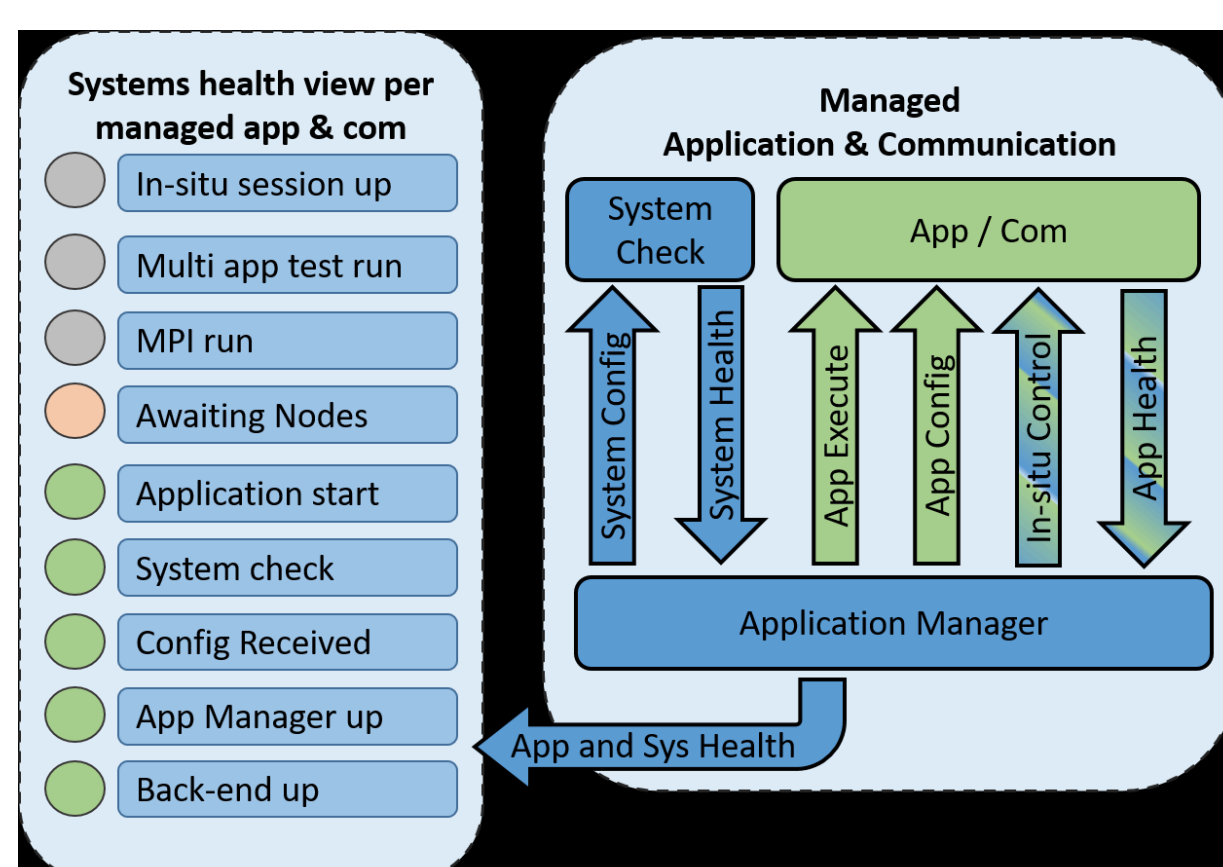 Systems health view per
managed app & com
In-situ session up
Multi app test run
MPI run
Awaiting Nodes
Application start
System check
Config Received
App Manager up
Back-end up
Managed
Application & Communication
System
Check
App / Com
System Config
System Health
App Execute
App Config
In-situ Control
App Health
Application Manager
App and Sys Health